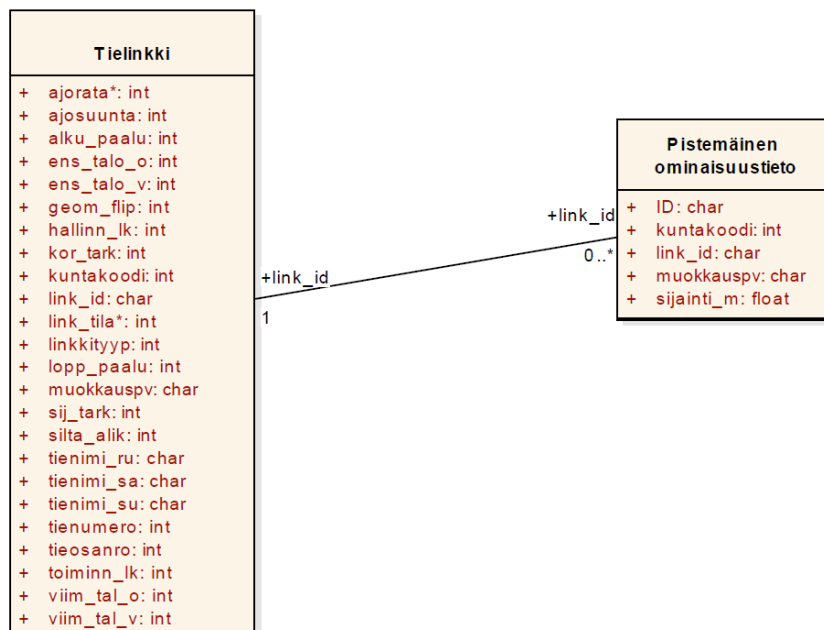 Tielinkki
+ ajorata*: int
+ ajosuunta: int
+ alku_paalu: int
+ ens_talo_o: int
+ ens_talo_v: int
+ geom_flip: int
+ hallinn_lk: int
+ kor_tark: int
+ kuntakoodi: int
+ link_id: char
+ link_tila*: int
+ linkkityyp: int
+ lopp_paalu: int
+ muokkauspv: char
+ sij_tark: int
+ silta_alik: int
+ tienimi_ru: char
+ tienimi_sa: char
+ tienimi_su: char
+ tienumero: int
+ tieosanro: int
+ toiminn_lk: int
+ viim_tal_o: int
+ viim_tal_v: int
+link_id
1
+link_id
0..*
Pistemäinen
ominaisuustieto
+ ID: char
+ kuntakoodi: int
+ link_id: char
+ muokkauspv: char
+ sijainti_m: float